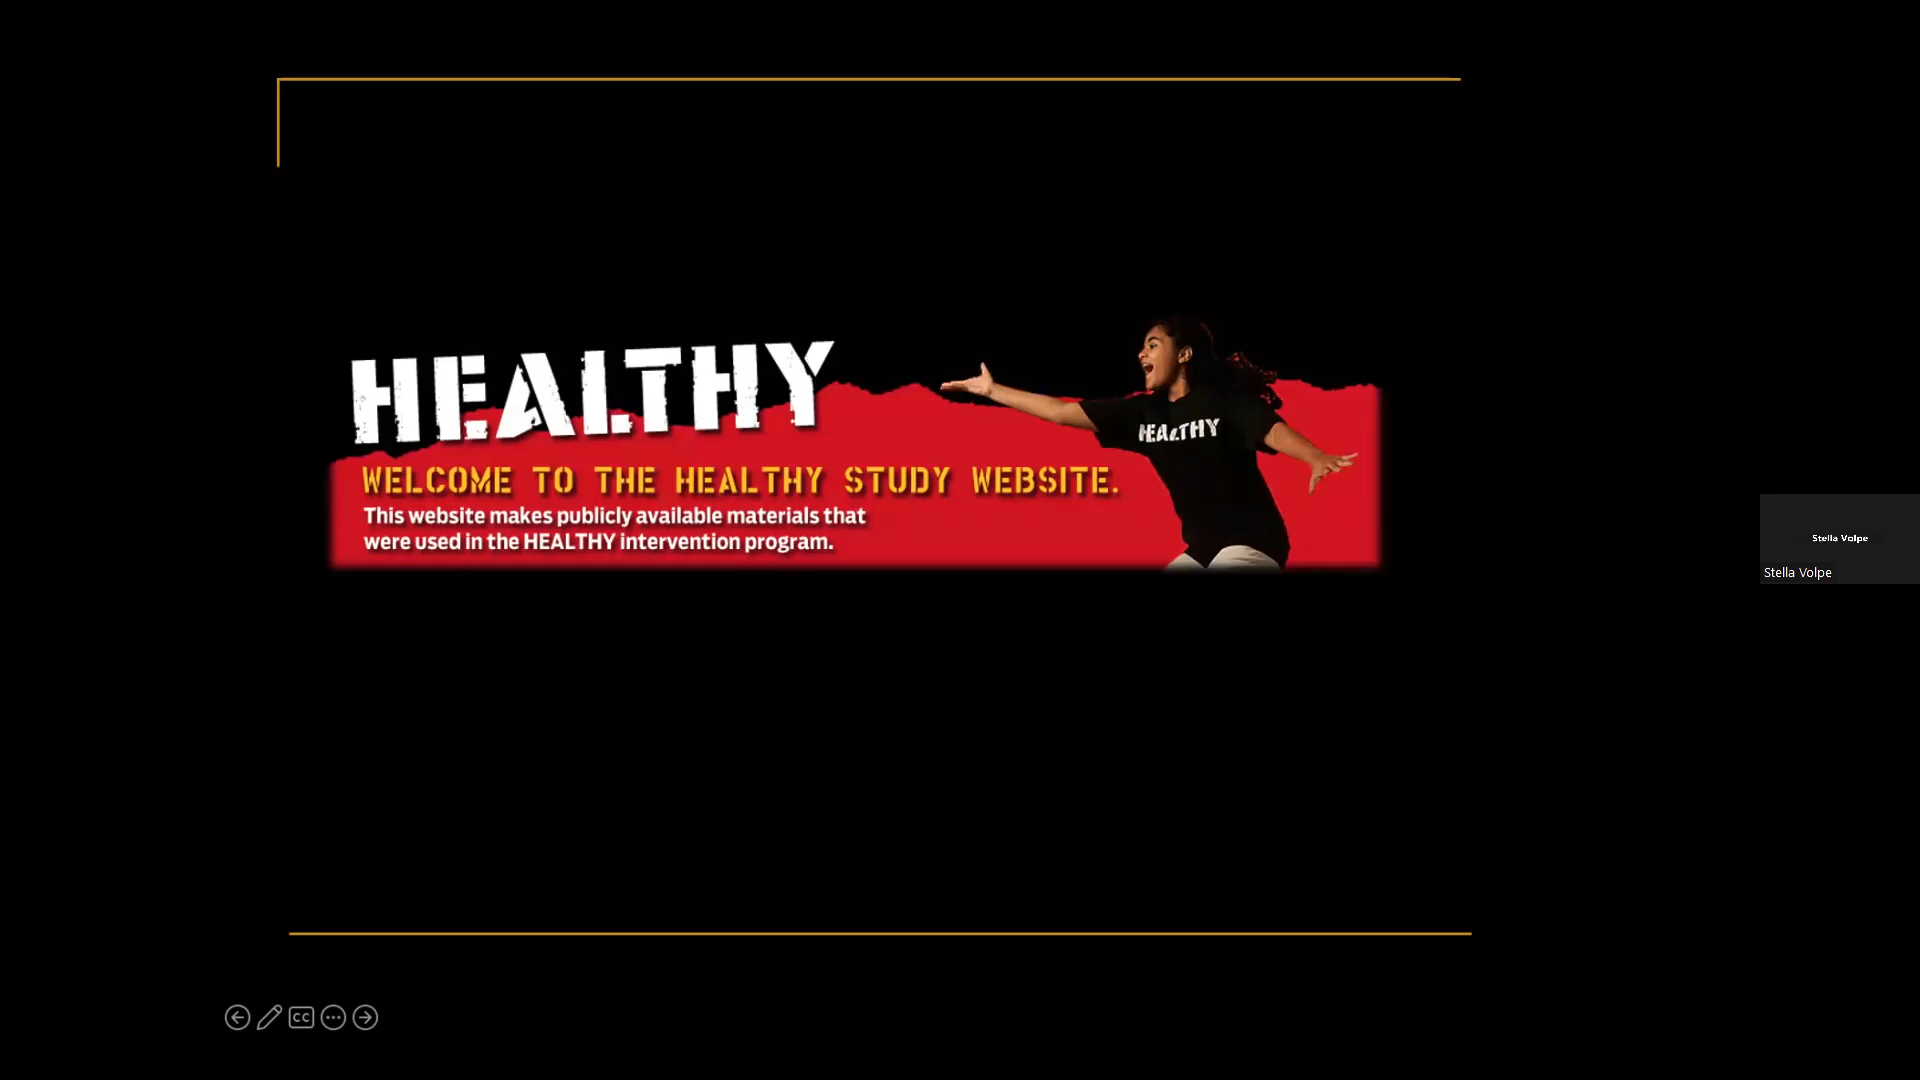 HEALTHY
WELCOME TO THE HEALTHY STUDY WEBSITE.
This website makes publicly available materials that
were used in the HEALTHY intervention program.
HEALTHY
Stella Volpe
Stella Volpe
CC